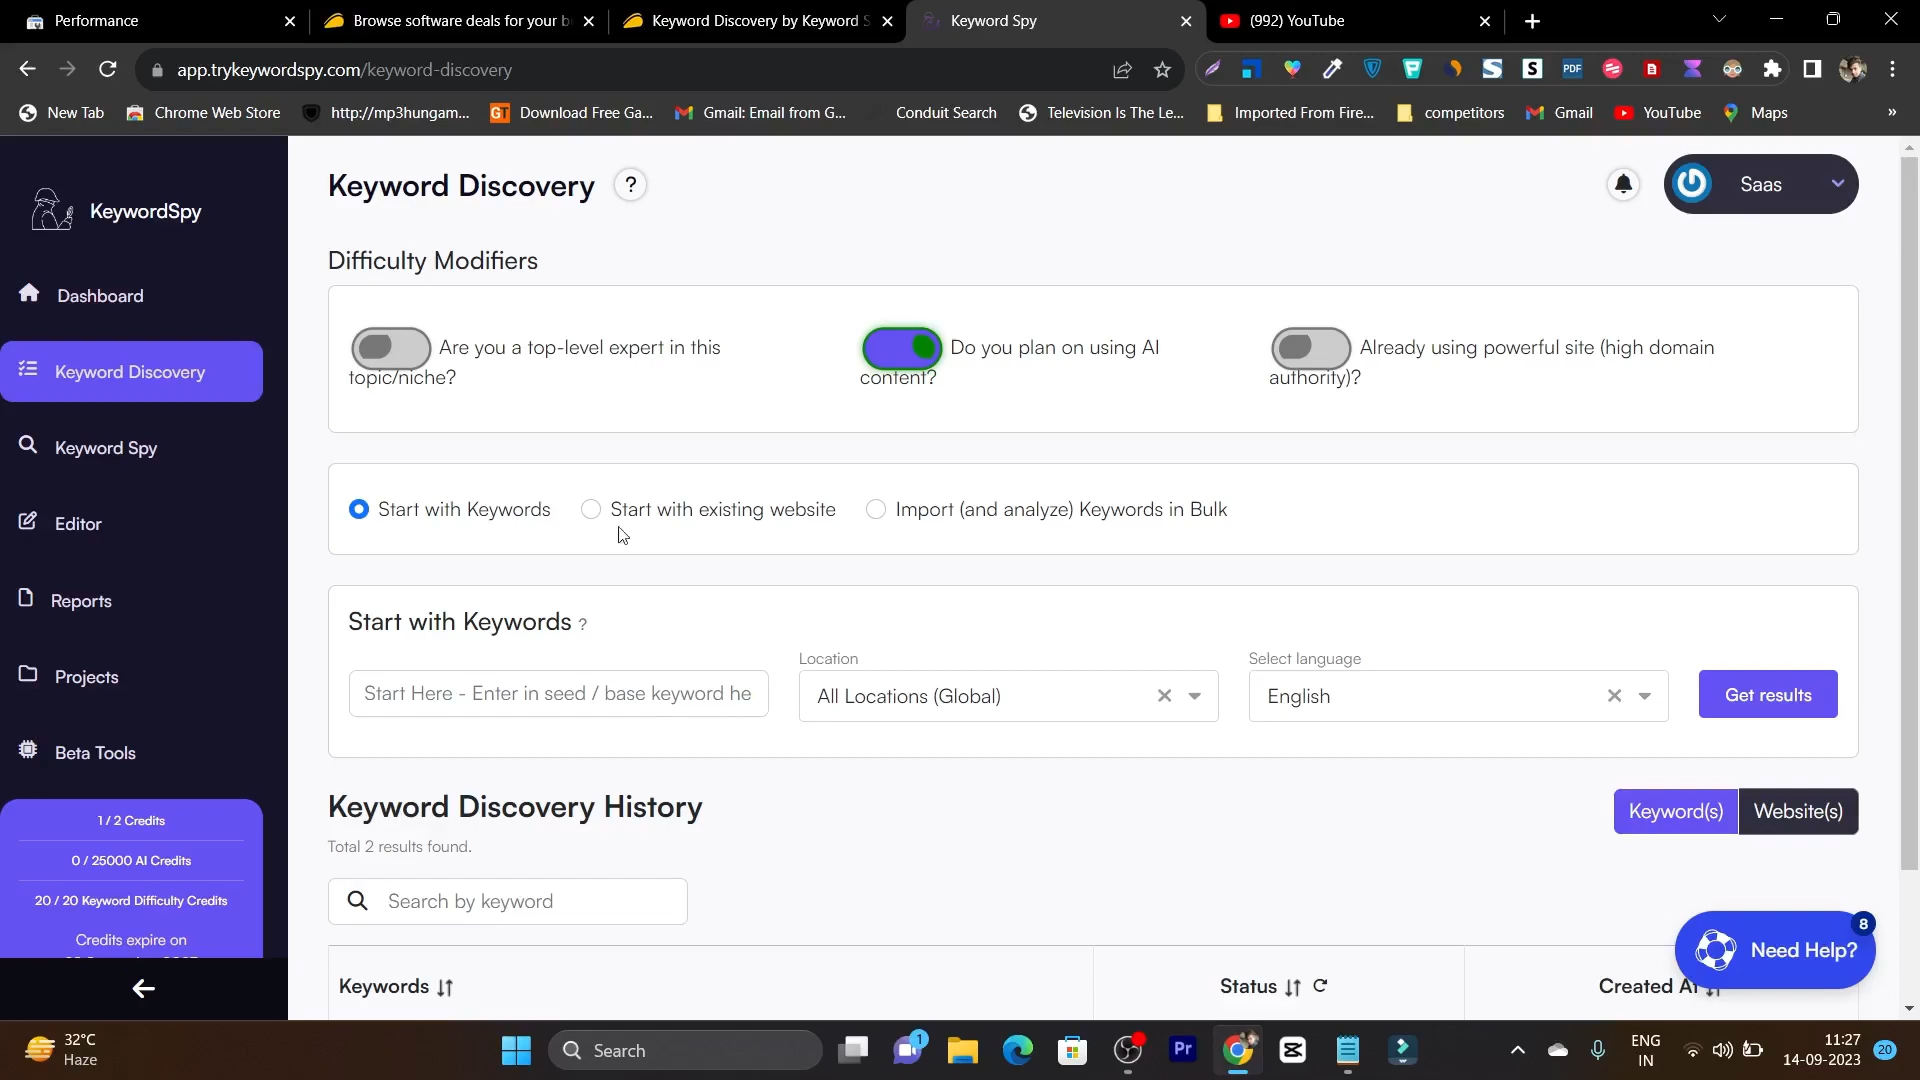 Performance
Browse software deals for your b
Keyword Discovery by Keyword S
Keyword Spy
(992) YouTube
app.trykeywordspy.com/keyword-discovery
New Tab
Chrome Web Store
http://mp3hungam...
Download Free Ga...
Gmail: Email from G...
Conduit Search
Television Is The Le...
Imported From Fire...
competitors
Gmail
YouTube
Maps
»
KeywordSpy
Dashboard
Keyword Discovery
Keyword Spy
Editor
Reports
Projects
Beta Tools
1 / 2 Credits
0 / 25000 AI Credits
20 / 20 Keyword Difficulty Credits
Credits expire on
Keyword Discovery ?
Saas
Difficulty Modifiers
Are you a top-level expert in this
topic/niche?
Do you plan on using AI
content?
Already using powerful site (high domain
authority)?
Start with Keywords
Start with existing website
Import (and analyze) Keywords in Bulk
Start with Keywords ?
Start Here - Enter in seed / base keyword he
Location
All Locations (Global)
Select language
English
Get results
Keyword Discovery History
Total 2 results found.
Keyword(s)
Website(s)
Search by keyword
Keywords
Status
Created At
8
Need Help?
32°C
Haze
Search
1
Pr
ENG
IN
11:27
14-09-2023
20